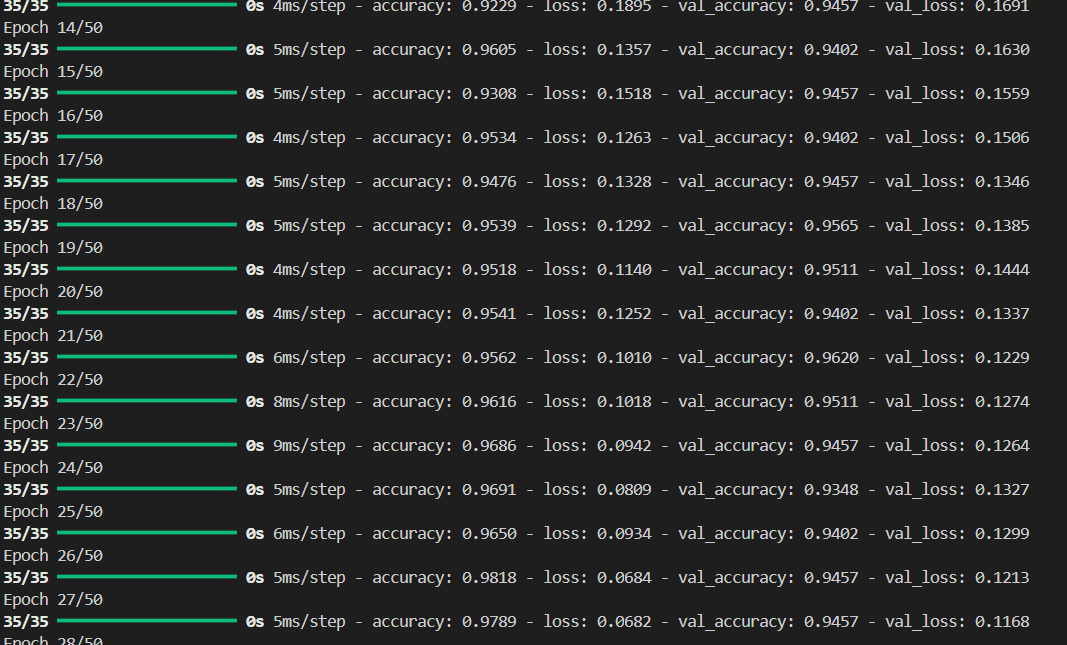 35/35 0s 4ms/step - accuracy: 0.9229 - loss: 0.1895 - val_accuracy: 0.9457 - val_loss: 0.1691
Epoch 14/50
35/35 0s 5ms/step - accuracy: 0.9605 - loss: 0.1357 - val_accuracy: 0.9402 - val_loss: 0.1630
Epoch 15/50
35/35 0s 5ms/step - accuracy: 0.9308 - loss: 0.1518 - val_accuracy: 0.9457 - val_loss: 0.1559
Epoch 16/50
35/35 0s 4ms/step - accuracy: 0.9534 - loss: 0.1263 - val_accuracy: 0.9402 - val_loss: 0.1506
Epoch 17/50
35/35 0s 5ms/step - accuracy: 0.9476 - loss: 0.1328 - val_accuracy: 0.9457 - val_loss: 0.1346
Epoch 18/50
35/35 0s 5ms/step - accuracy: 0.9539 - loss: 0.1292 - val_accuracy: 0.9565 - val_loss: 0.1385
Epoch 19/50
35/35 0s 4ms/step - accuracy: 0.9518 - loss: 0.1140 - val_accuracy: 0.9511 - val_loss: 0.1444
Epoch 20/50
35/35 0s 4ms/step - accuracy: 0.9541 - loss: 0.1252 - val_accuracy: 0.9402 - val_loss: 0.1337
Epoch 21/50
35/35 0s 6ms/step - accuracy: 0.9562 - loss: 0.1010 - val_accuracy: 0.9620 - val_loss: 0.1229
Epoch 22/50
35/35 0s 8ms/step - accuracy: 0.9616 - loss: 0.1018 - val_accuracy: 0.9511 - val_loss: 0.1274
Epoch 23/50
35/35 0s 9ms/step - accuracy: 0.9686 - loss: 0.0942 - val_accuracy: 0.9457 - val_loss: 0.1264
Epoch 24/50
35/35 0s 5ms/step - accuracy: 0.9691 - loss: 0.0809 - val_accuracy: 0.9348 - val_loss: 0.1327
Epoch 25/50
35/35 0s 6ms/step - accuracy: 0.9650 - loss: 0.0934 - val_accuracy: 0.9402 - val_loss: 0.1299
Epoch 26/50
35/35 0s 5ms/step - accuracy: 0.9818 - loss: 0.0684 - val_accuracy: 0.9457 - val_loss: 0.1213
Epoch 27/50
35/35 0s 5ms/step - accuracy: 0.9789 - loss: 0.0682 - val_accuracy: 0.9457 - val_loss: 0.1168
Epoch 28/50